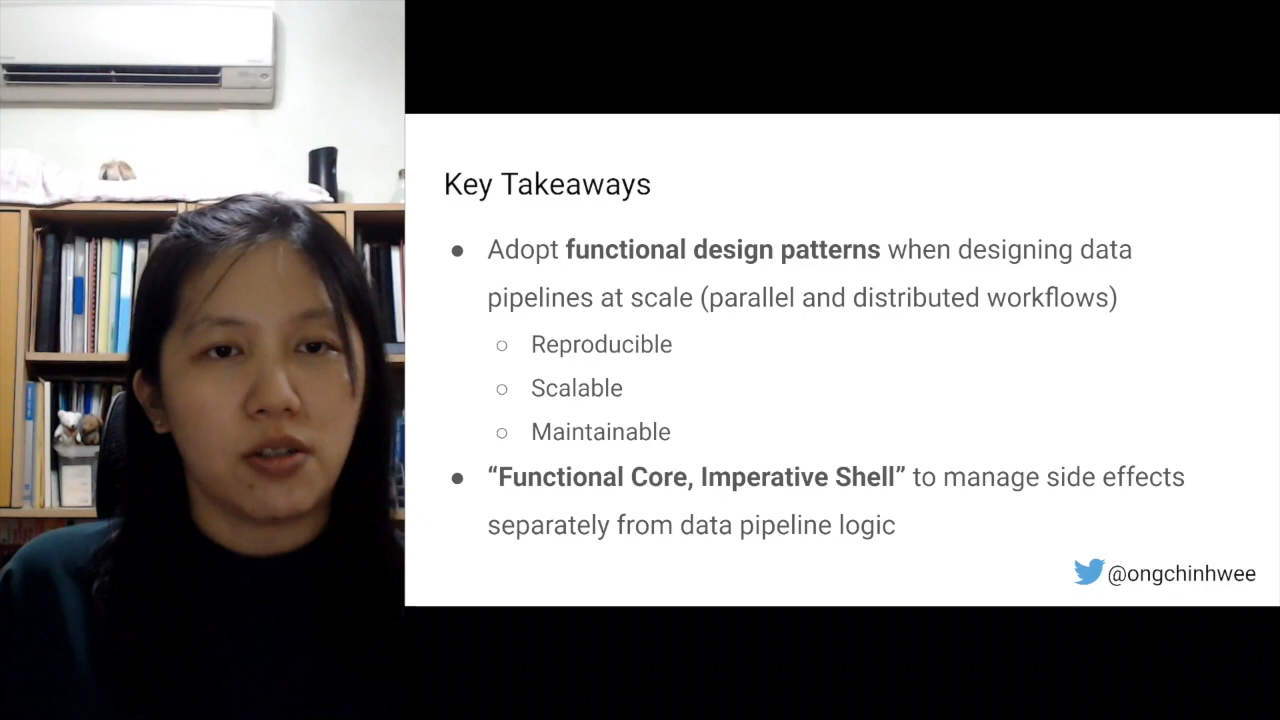 Key Takeaways
● Adopt functional design patterns when designing data
pipelines at scale (parallel and distributed workflows)
○ Reproducible
○ Scalable
○ Maintainable
● “Functional Core, Imperative Shell” to manage side effects
separately from data pipeline logic
@ongchinhwee